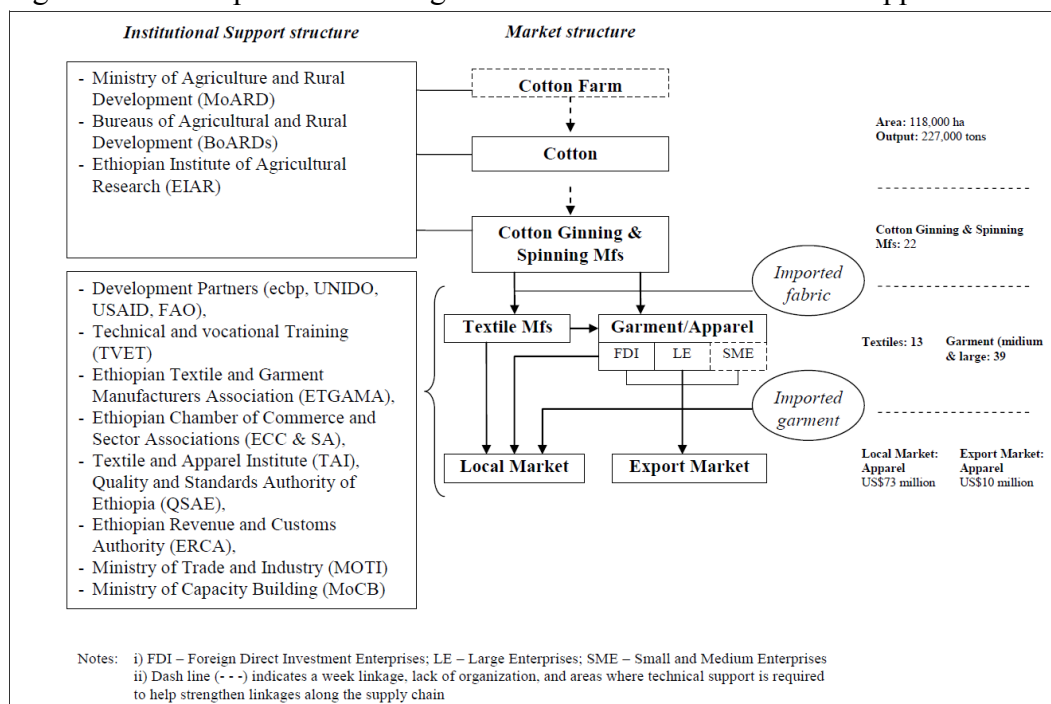 Institutional Support structure
Market structure
- Ministry of Agriculture and Rural
Development (MoARD)
- Bureaus of Agricultural and Rural
Development (BoARDs)
- Ethiopian Institute of Agricultural
Research (EIAR)
Cotton Farm
Cotton
Cotton Ginning &
Spinning Mfs
Area: 118,000 ha
Output: 227,000 tons
Cotton Ginning & Spinning
Mfs: 22
Imported
fabric
- Development Partners (ecbp, UNIDO,
USAID, FAO),
- Technical and vocational Training
(TVET)
- Ethiopian Textile and Garment
Manufacturers Association (ETGAMA),
- Ethiopian Chamber of Commerce and
Sector Associations (ECC & SA),
- Textile and Apparel Institute (TAI),
Quality and Standards Authority of
Ethiopia (QSAE),
- Ethiopian Revenue and Customs
Authority (ERCA),
- Ministry of Trade and Industry (MOTI)
- Ministry of Capacity Building (MoCB)
Textile Mfs
Garment/Apparel
FDI
LE
SME
Textiles: 13
Garment (midium
& large: 39
Imported
garment
Local Market
Export Market
Local Market:
Apparel
US$73 million
Export Market:
Apparel
US$10 million
Notes: i) FDI – Foreign Direct Investment Enterprises; LE – Large Enterprises; SME – Small and Medium Enterprises
ii) Dash line (- - -) indicates a week linkage, lack of organization, and areas where technical support is required
to help strengthen linkages along the supply chain